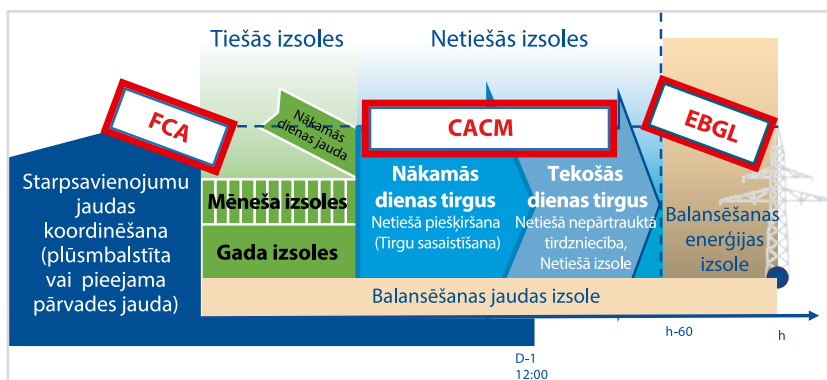 Tiešās izsoles
Netiešās izsoles
FCA
Nākamās
dienas jauda
CACM
EBGL
Starpsavienojumu
jaudas
koordinēšana
(plūsmbalstīta
vai pieejama
pārvades jauda)
Mēneša izsoles
Gada izsoles
Nākamās
dienas tirgus
Netiešā piešķiršana
(Tirgu sasaistīšana)
Tekošās
dienas tirgus
Netiešā nepārtrauktā
tirdzniecība,
Netiešā izsole
Balansēšanas
enerģijas
izsole
Balansēšanas jaudas izsole
h-60
h
D-1
12:00